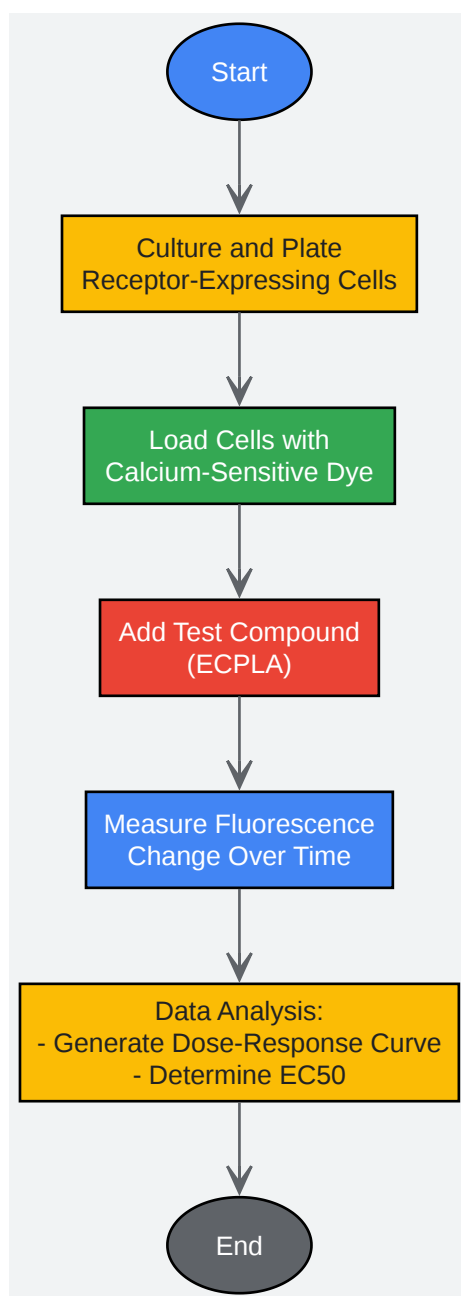 Start
Culture and Plate
Receptor-Expressing Cells
Load Cells with
Calcium-Sensitive Dye
Add Test Compound
(ECPLA)
Measure Fluorescence
Change Over Time
Data Analysis:
- Generate Dose-Response Curve
- Determine EC50
End